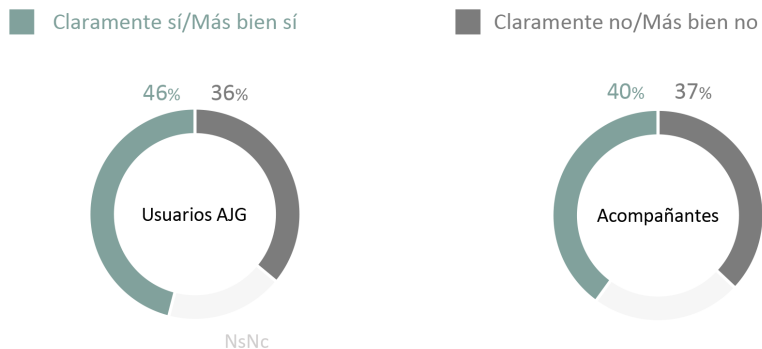 Claramente sí/Más bien sí
Claramente no/Más bien no
46% 36%
Usuarios AJG
NsNc
40% 37%
Acompañantes